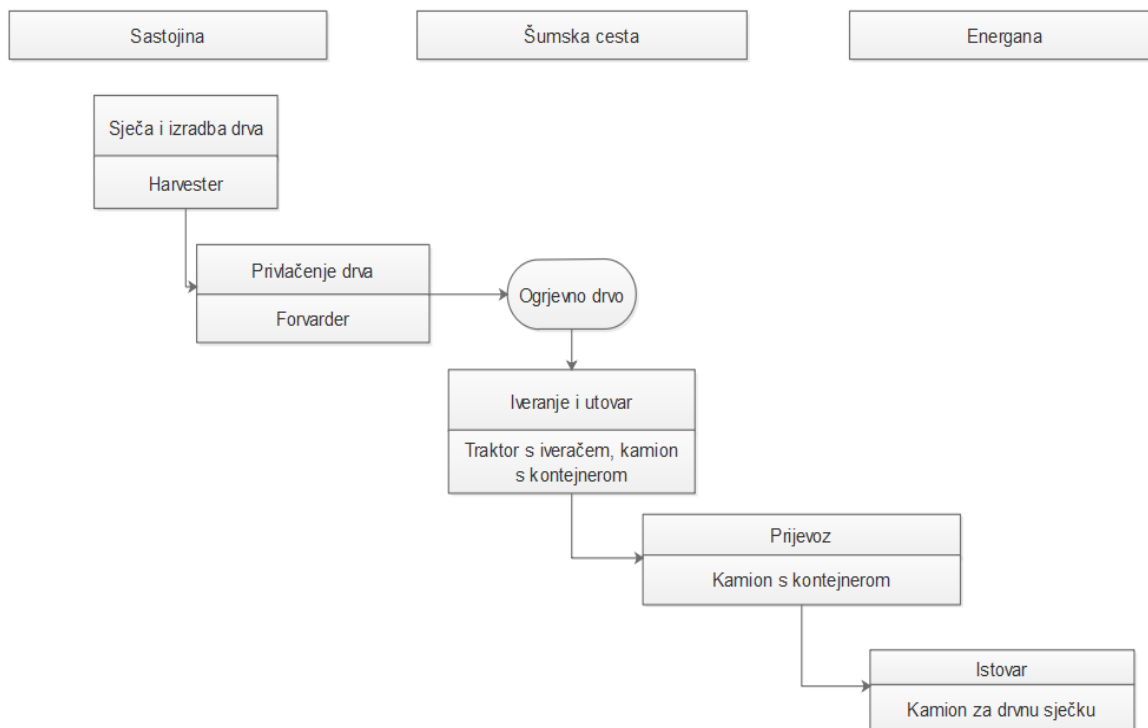 Sastojina
Šumska cesta
Energana
Sječa i izradba drva
Harvester
Privlačenje drva
Forvarder
Ogrjevno drvo
Iveranje i utovar
Traktor s iveračem, kamion
s kontejnerom
Prijevoz
Kamion s kontejnerom
Istovar
Kamion za drvnu sječku